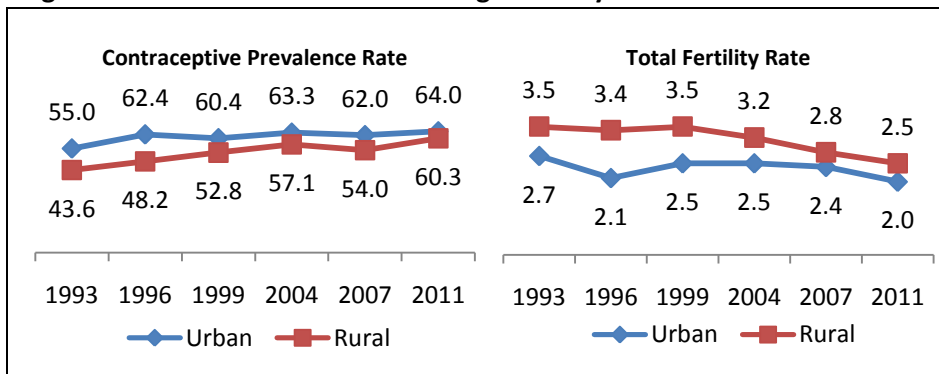 Contraceptive Prevalence Rate
55.0 62.4 60.4 63.3 62.0 64.0
43.6 48.2 52.8 57.1 54.0 60.3
1993 1996 1999 2004 2007 2011
Urban Rural
Total Fertility Rate
3.5 3.4 3.5 3.2 2.8 2.5
2.7 2.1 2.5 2.5 2.4 2.0
1993 1996 1999 2004 2007 2011
Urban Rural